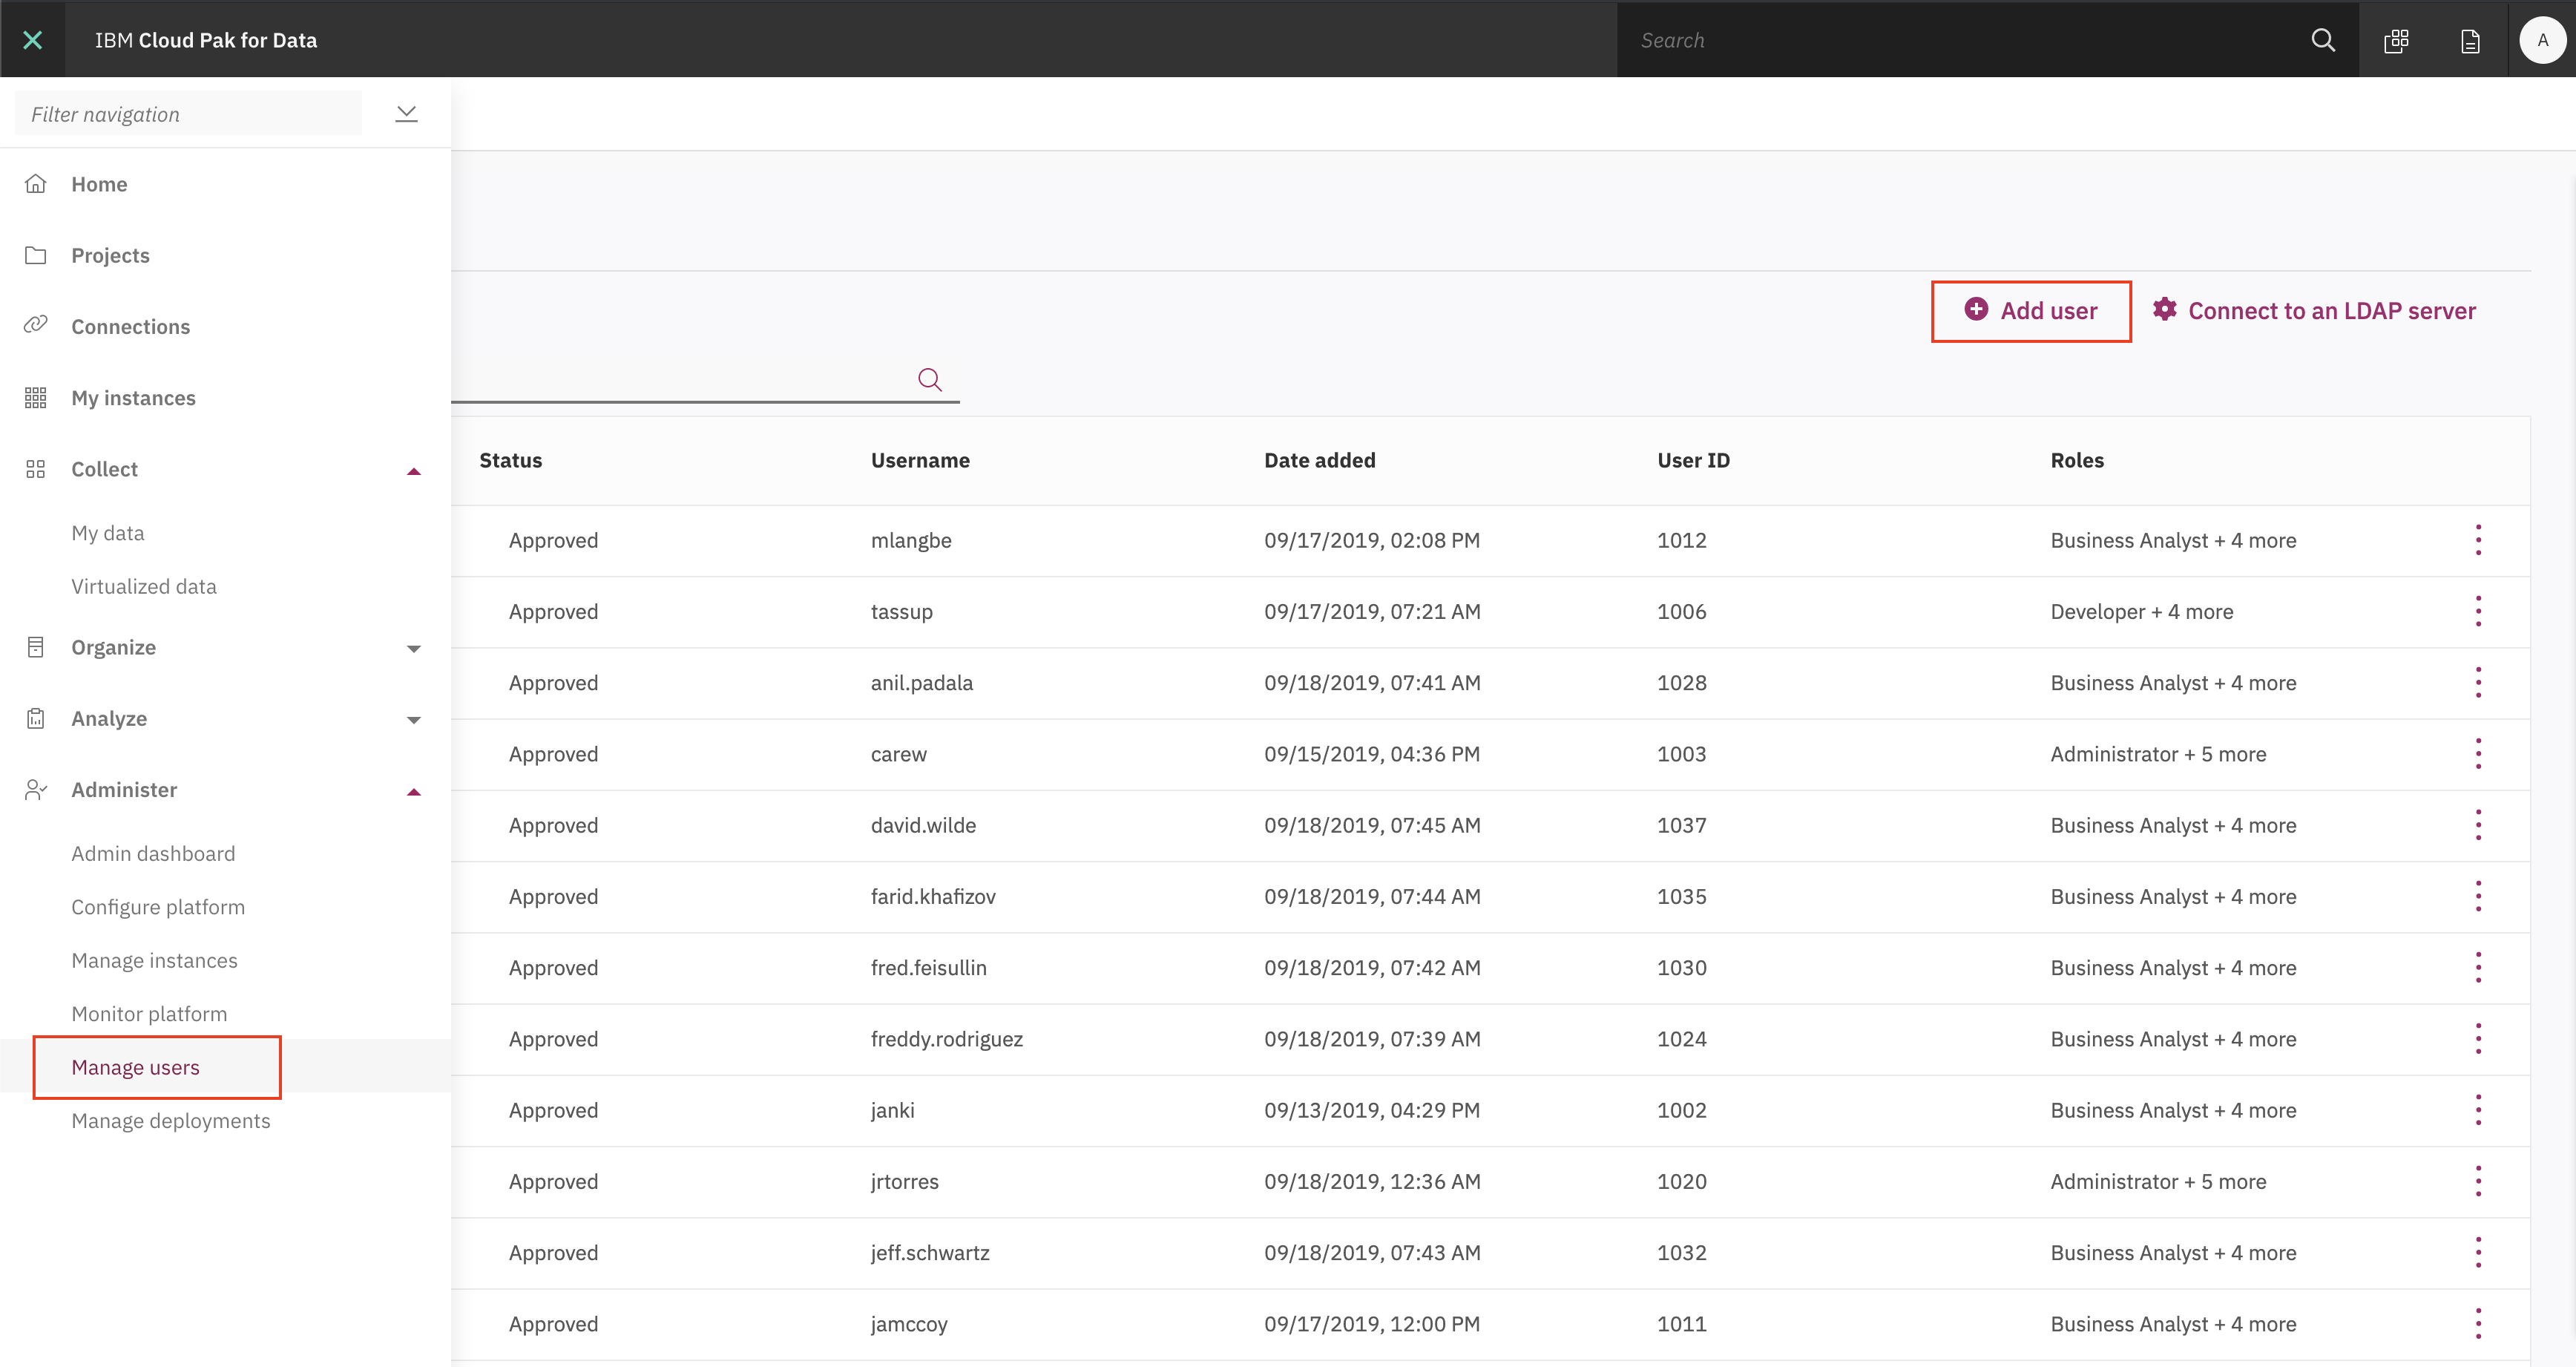 IBM Cloud Pak for Data
Search
A
Filter navigation
Home
Projects
Connections
My instances
Collect
My data
Virtualized data
Organize
Analyze
Administer
Admin dashboard
Configure platform
Manage instances
Monitor platform
Manage users
Manage deployments
Add user
Connect to an LDAP server
Status Username Date added User ID Roles
Approved mlangbe 09/17/2019, 02:08 PM 1012 Business Analyst + 4 more
Approved tassup 09/17/2019, 07:21 AM 1006 Developer + 4 more
Approved anil.padala 09/18/2019, 07:41 AM 1028 Business Analyst + 4 more
Approved carew 09/15/2019, 04:36 PM 1003 Administrator + 5 more
Approved david.wilde 09/18/2019, 07:45 AM 1037 Business Analyst + 4 more
Approved farid.khafizov 09/18/2019, 07:44 AM 1035 Business Analyst + 4 more
Approved fred.feisullin 09/18/2019, 07:42 AM 1030 Business Analyst + 4 more
Approved freddy.rodriguez 09/18/2019, 07:39 AM 1024 Business Analyst + 4 more
Approved janki 09/13/2019, 04:29 PM 1002 Business Analyst + 4 more
Approved jrtorres 09/18/2019, 12:36 AM 1020 Administrator + 5 more
Approved jeff.schwartz 09/18/2019, 07:43 AM 1032 Business Analyst + 4 more
Approved jamccoy 09/17/2019, 12:00 PM 1011 Business Analyst + 4 more